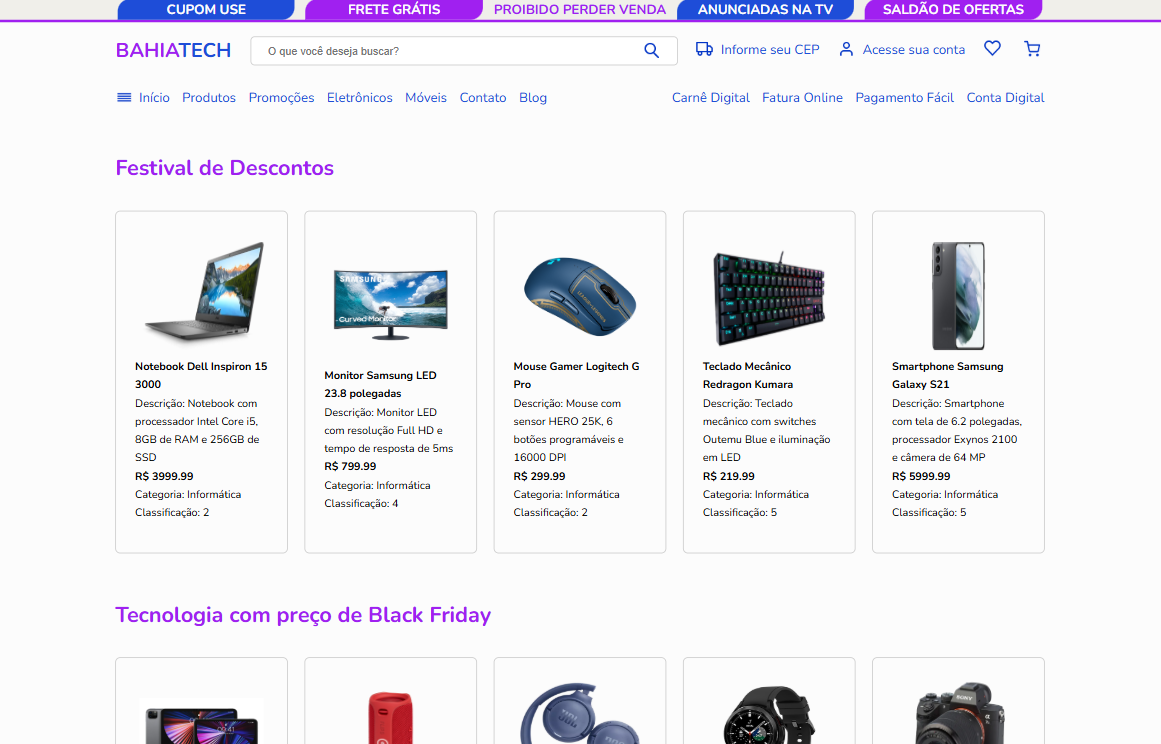 CUPOM USE
FRETE GRÁTIS
PROIBIDO PERDER VENDA
ANUNCIADAS NA TV
SALDÃO DE OFERTAS
BAHIATECH
O que você deseja buscar?
Informe seu CEP
Acesse sua conta
Início Produtos Promoções Eletrônicos Móveis Contato Blog
Carnê Digital Fatura Online Pagamento Fácil Conta Digital
Festival de Descontos
SAMSUNG
Curved Monitor
Notebook Dell Inspiron 15
3000
Descrição: Notebook com
processador Intel Core i5,
8GB de RAM e 256GB de
SSD
R$ 3999.99
Categoria: Informática
Classificação: 2
Monitor Samsung LED
23.8 polegadas
Descrição: Monitor LED
com resolução Full HD e
tempo de resposta de 5ms
R$ 799.99
Categoria: Informática
Classificação: 4
Mouse Gamer Logitech G
Pro
Descrição: Mouse com
sensor HERO 25K, 6
botões programáveis e
16000 DPI
R$ 299.99
Categoria: Informática
Classificação: 2
Teclado Mecânico
Redragon Kumara
Descrição: Teclado
mecânico com switches
Outemu Blue e iluminação
em LED
R$ 219.99
Categoria: Informática
Classificação: 5
Smartphone Samsung
Galaxy S21
Descrição: Smartphone
com tela de 6.2 polegadas,
processador Exynos 2100
e câmera de 64 MP
R$ 5999.99
Categoria: Informática
Classificação: 5
Tecnologia com preço de Black Friday
JBL
SONY